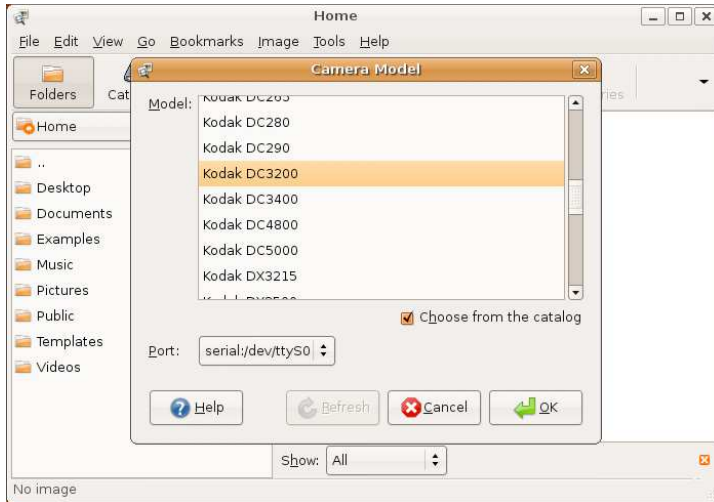 Home
File Edit View Go Bookmarks Image Tools Help
Folders
Home
..
Desktop
Documents
Examples
Music
Pictures
Public
Templates
Videos
Camera Model
Model:
Kodak DC265
Kodak DC280
Kodak DC290
Kodak DC3200
Kodak DC3400
Kodak DC4800
Kodak DC5000
Kodak DX3215
Choose from the catalog
Port: serial:/dev/ttyS0
Help Refresh Cancel OK
Show: All
No image